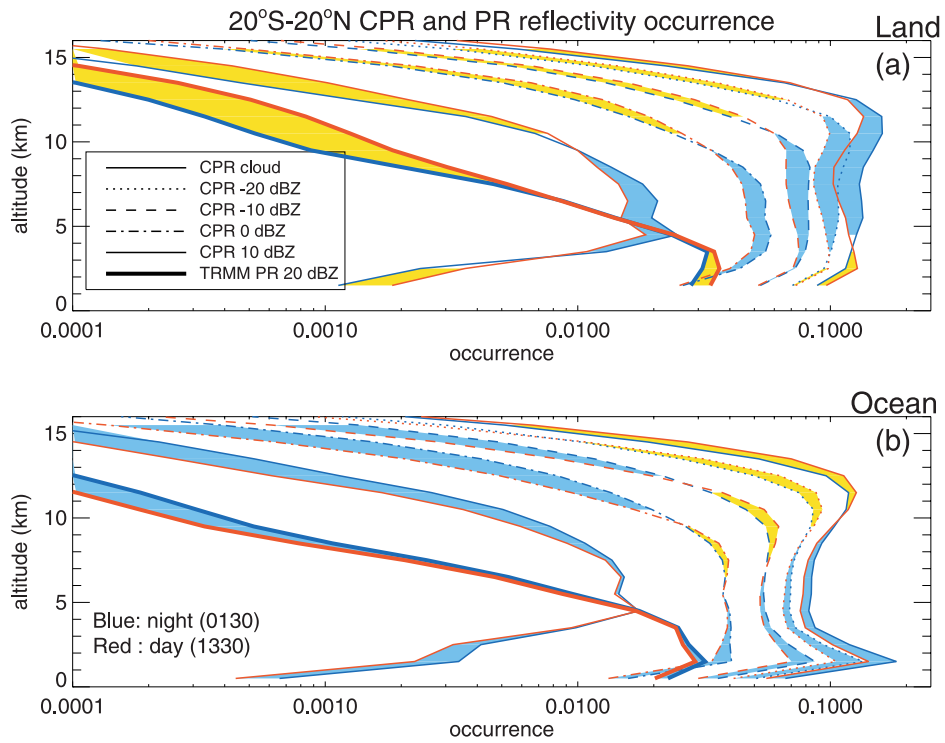 20°S-20°N CPR and PR reflectivity occurrence
Land
(a)
15
10
5
0
altitude (km)
CPR cloud
CPR -20 dBZ
CPR -10 dBZ
CPR 0 dBZ
CPR 10 dBZ
TRMM PR 20 dBZ
0.0001
0.0010
0.0100
0.1000
occurrence
Ocean
(b)
15
10
5
0
altitude (km)
Blue: night (0130)
Red : day (1330)
0.0001
0.0010
0.0100
0.1000
occurrence